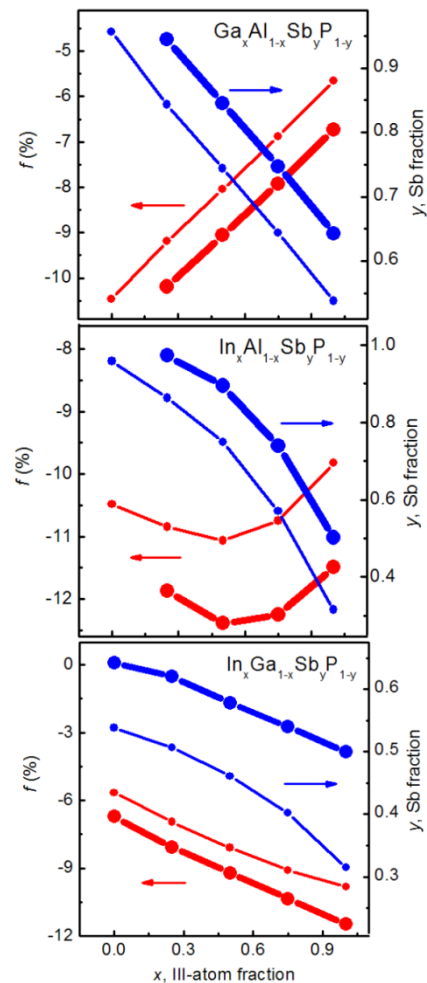 GaxAl1-xSbyP1-y
-5
-6
-7
-8
-9
-10
f (%)
0.9
0.8
0.7
0.6
y, Sb fraction
InxAl1-xSbyP1-y
-8
-9
-10
-11
-12
f (%)
1.0
0.8
0.6
0.4
y, Sb fraction
InxGa1-xSbyP1-y
0
-3
-6
-9
-12
f (%)
0.6
0.5
0.4
0.3
y, Sb fraction
0.0 0.3 0.6 0.9
x, III-atom fraction